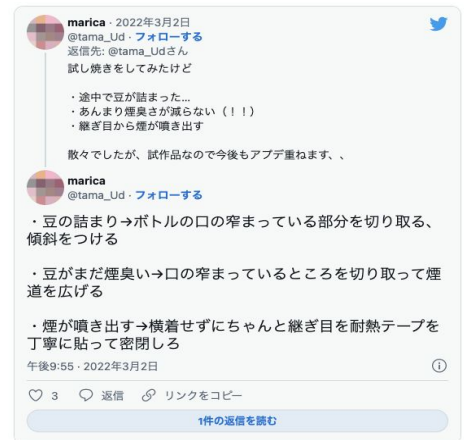 marica · 2022年3月2日
@tama_Ud · フォローする
返信先: @tama_Udさん
試し焼きをしてみたけど
・途中で豆が詰まった...
・あんまり煙臭さが減らない（！！）
・継ぎ目から煙が噴き出す
散々でしたが、試作品なので今後もアプデ重ねます、、
marica
@tama_Ud · フォローする
・豆の詰まり→ボトルの口の窄まっている部分を切り取る、
傾斜をつける
・豆がまだ煙臭い→口の窄まっているところを切り取って煙
道を広げる
・煙が噴き出す→横着せずにちゃんと継ぎ目を耐熱テープを
丁寧に貼って密閉しろ
午後9:55 · 2022年3月2日
3 返信 リンクをコピー
1件の返信を読む